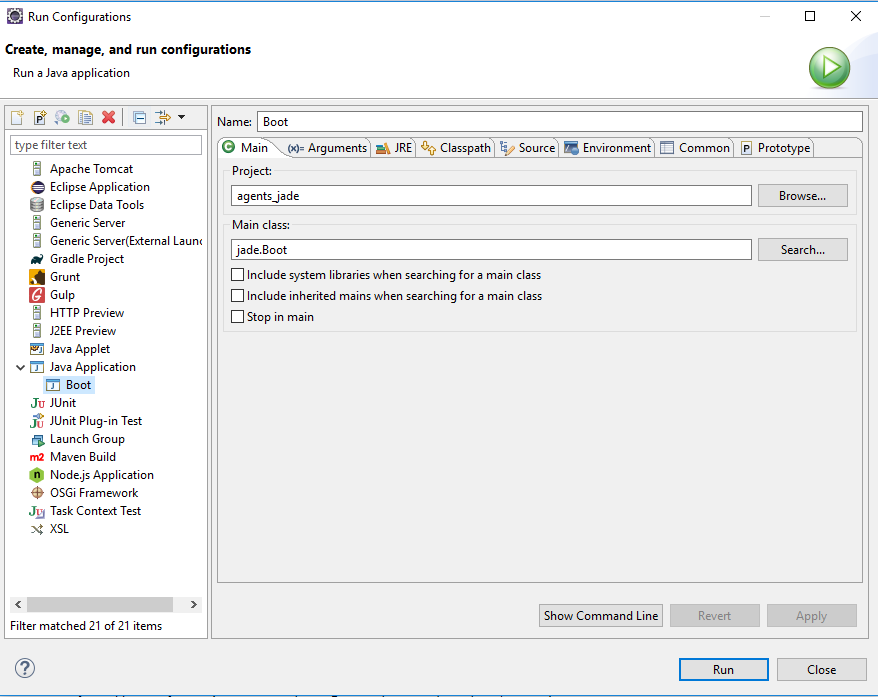 Run Configurations
Create, manage, and run configurations
Run a Java application
type filter text
Apache Tomcat
Eclipse Application
Eclipse Data Tools
Generic Server
Generic Server(External Laun
Gradle Project
Grunt
Gulp
HTTP Preview
J2EE Preview
Java Applet
Java Application
Boot
JUnit
JUnit Plug-in Test
Launch Group
Maven Build
Node.js Application
OSGi Framework
Task Context Test
XSL
Filter matched 21 of 21 items
Name: Boot
Main (x)= Arguments JRE Classpath Source Environment Common Prototype
Project:
agents_jade Browse...
Main class:
jade.Boot Search...
Include system libraries when searching for a main class
Include inherited mains when searching for a main class
Stop in main
Show Command Line Revert Apply
Run Close